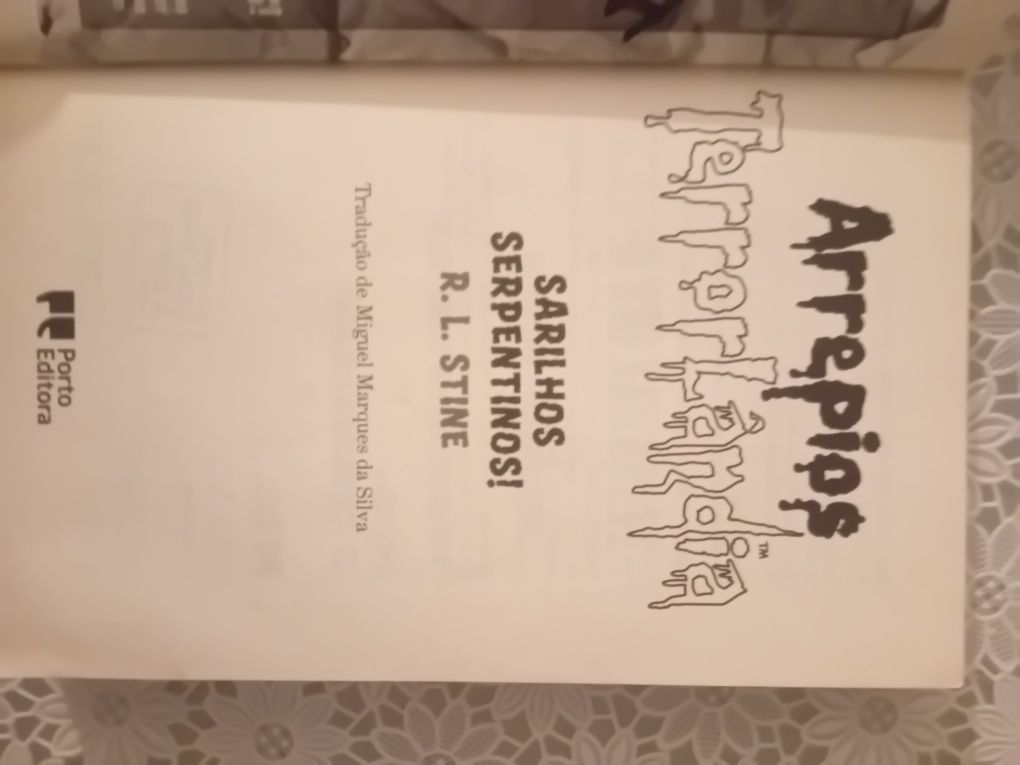 Arrepios
TerrorLândia™
SARILHOS
SERPENTINOS!
R. L. STINE
Tradução de Miguel Marques da Silva
Porto
Editora